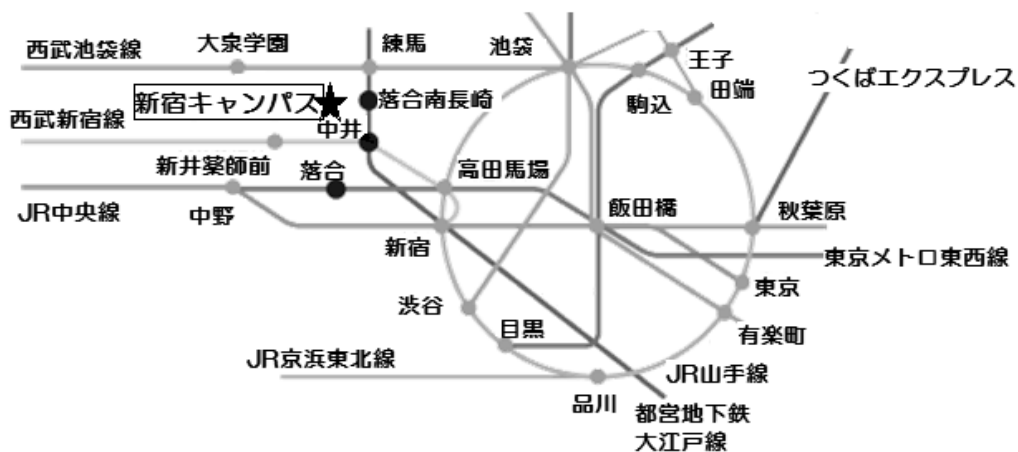 西武池袋線
大泉学園
練馬
池袋
王子
田端
駒込
つくばエクスプレス
新宿キャンパス
落合南長崎
西武新宿線
中井
新井薬師前
落合
高田馬場
JR中央線
中野
飯田橋
秋葉原
新宿
東京メトロ東西線
渋谷
東京
目黒
有楽町
JR京浜東北線
JR山手線
品川
都営地下鉄
大江戸線